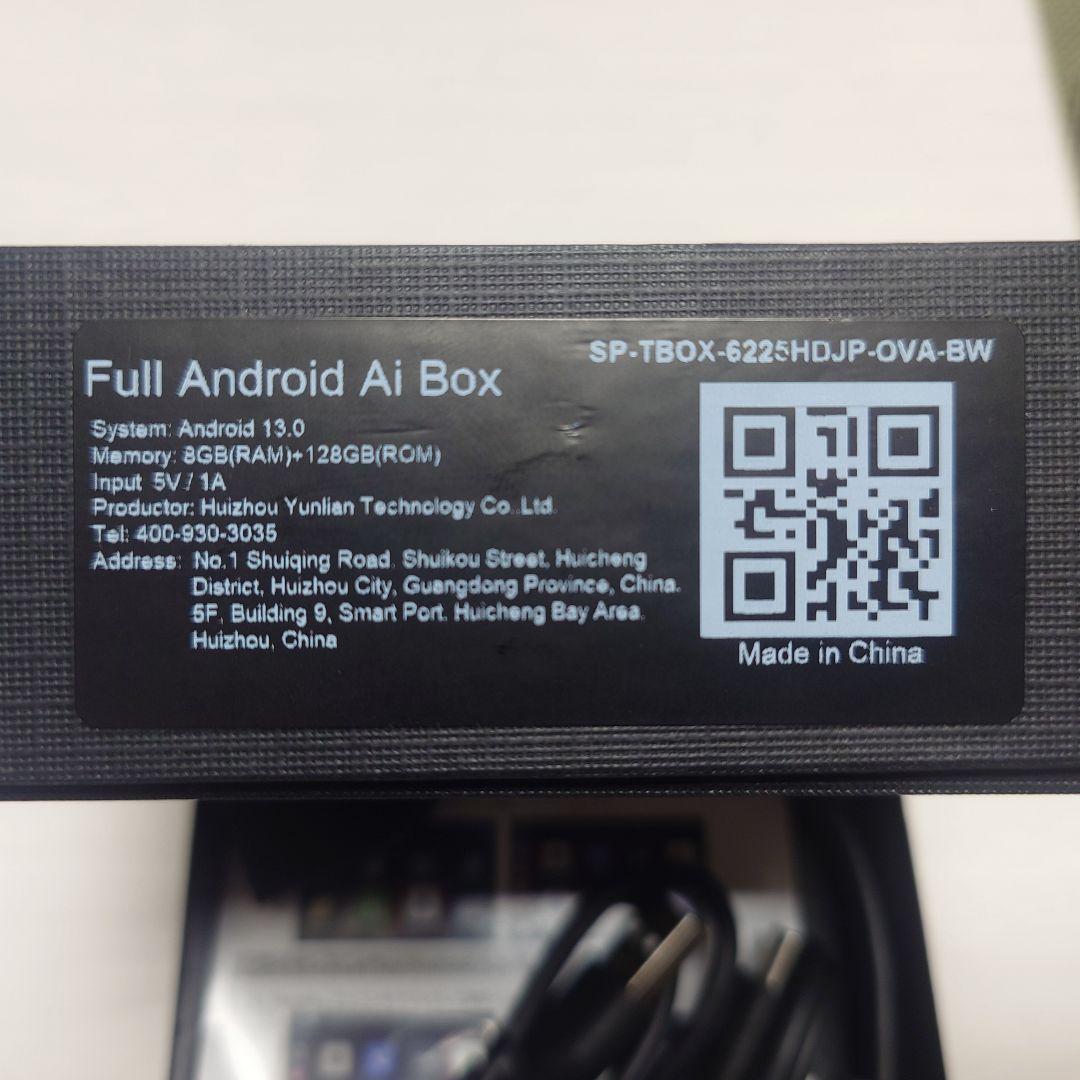 SP-TBOX-6225HDJP-OVA-BW
Full Android Ai Box
System: Android 13.0
Memory: 8GB(RAM)+128GB(ROM)
Input 5V/1A
Productor: Huizhou Yunlian Technology Co.,Ltd.
Tel: 400-930-3035
Address: No.1 Shuiqing Road, Shuikou Street, Huicheng
District, Huizhou City, Guangdong Province, China.
5F, Building 9, Smart Port, Huicheng Bay Area,
Huizhou, China
Made in China